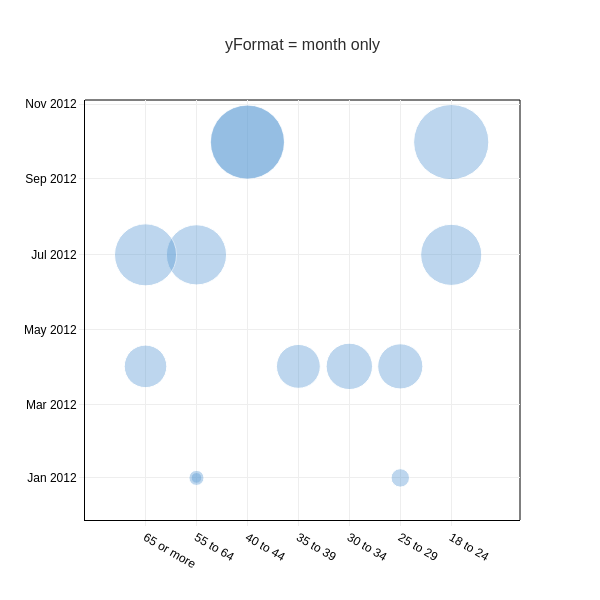 yFormat = month only
Nov 2012
Sep 2012
Jul 2012
May 2012
Mar 2012
Jan 2012
65 or more
55 to 64
40 to 44
35 to 39
30 to 34
25 to 29
18 to 24